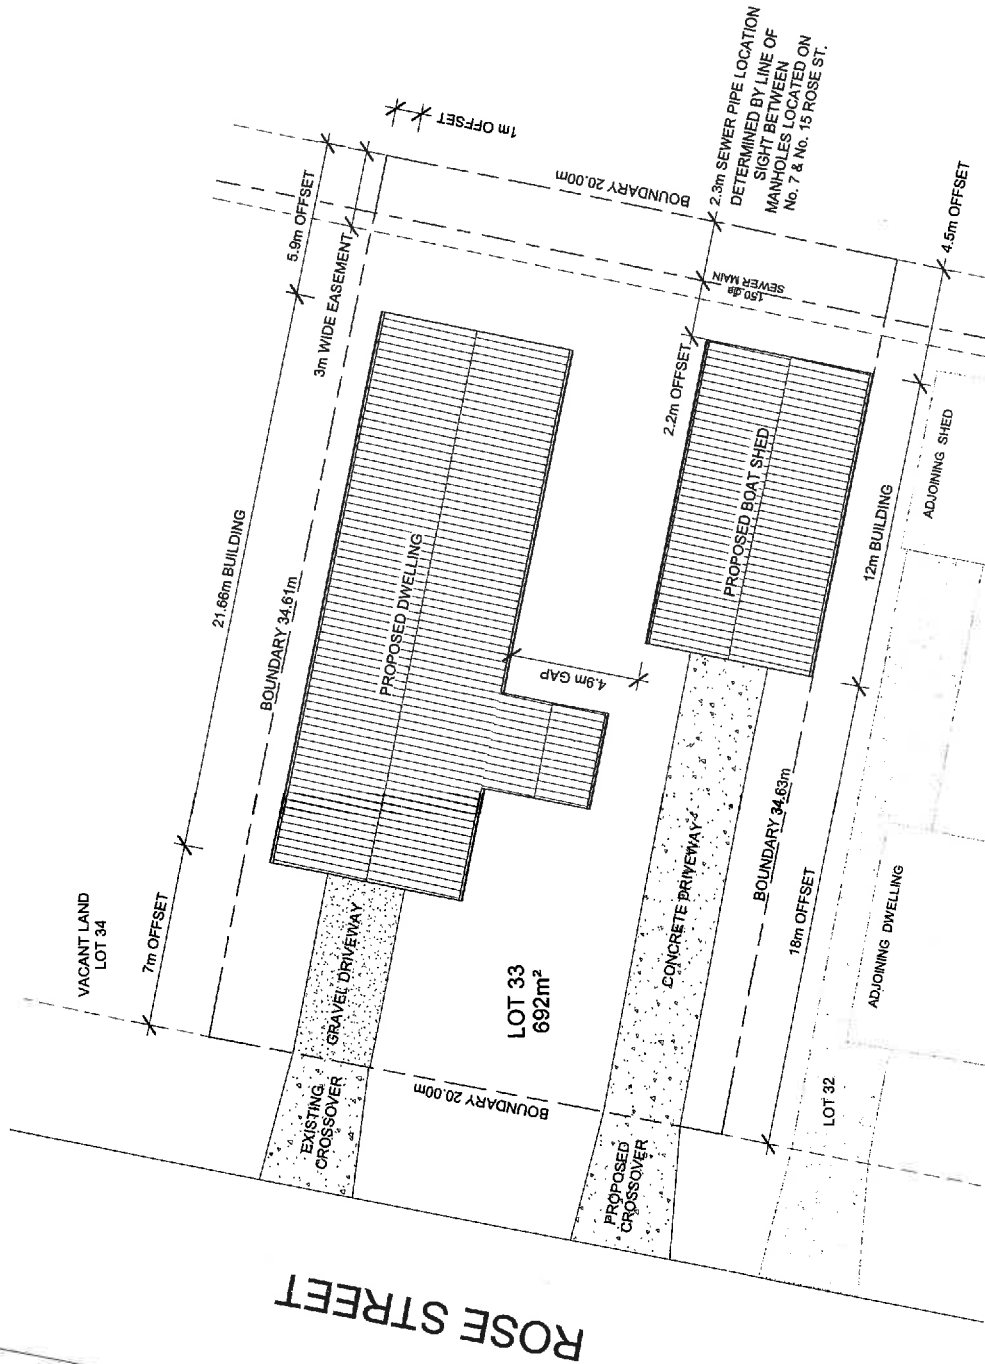 1m OFFSET
5.9m OFFSET
BOUNDARY 20.00m
2.3m SEWER PIPE LOCATION
DETERMINED BY LINE OF
SIGHT BETWEEN
MANHOLES LOCATED ON
No. 7 & No. 15 ROSE ST.
3m WIDE EASEMENT
4.5m OFFSET
150 dia
SEWER MAIN
2.2m OFFSET
21.66m BUILDING
BOUNDARY 34.61m
PROPOSED DWELLING
PROPOSED BOAT SHED
ADJOINING SHED
12m BUILDING
4.9m GAP
VACANT LAND
LOT 34
7m OFFSET
GRAVEL DRIVEWAY
LOT 33
692m²
CONCRETE DRIVEWAY
BOUNDARY 34.63m
18m OFFSET
ADJOINING DWELLING
EXISTING
CROSSOVER
BOUNDARY 20.00m
PROPOSED
CROSSOVER
LOT 32
ROSE STREET